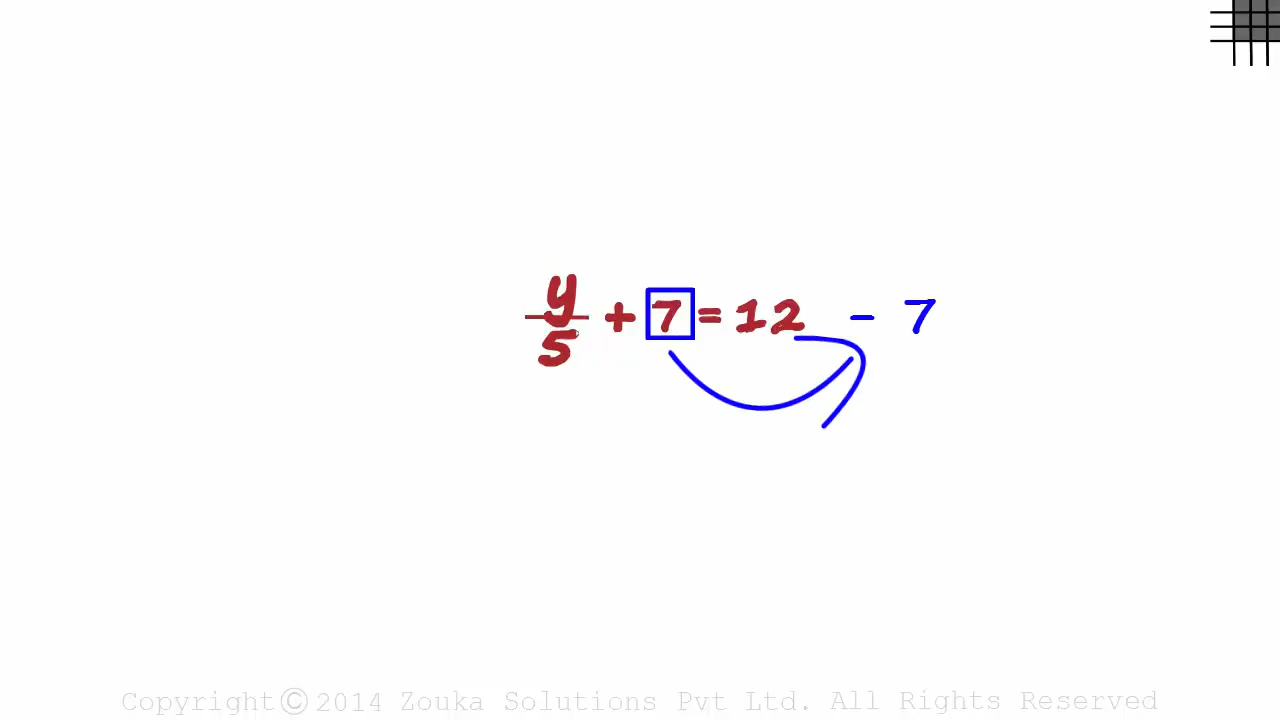 y/5 + 7 = 12 - 7
Copyright©2014 Zouka Solutions Pvt Ltd. All Rights Reserved